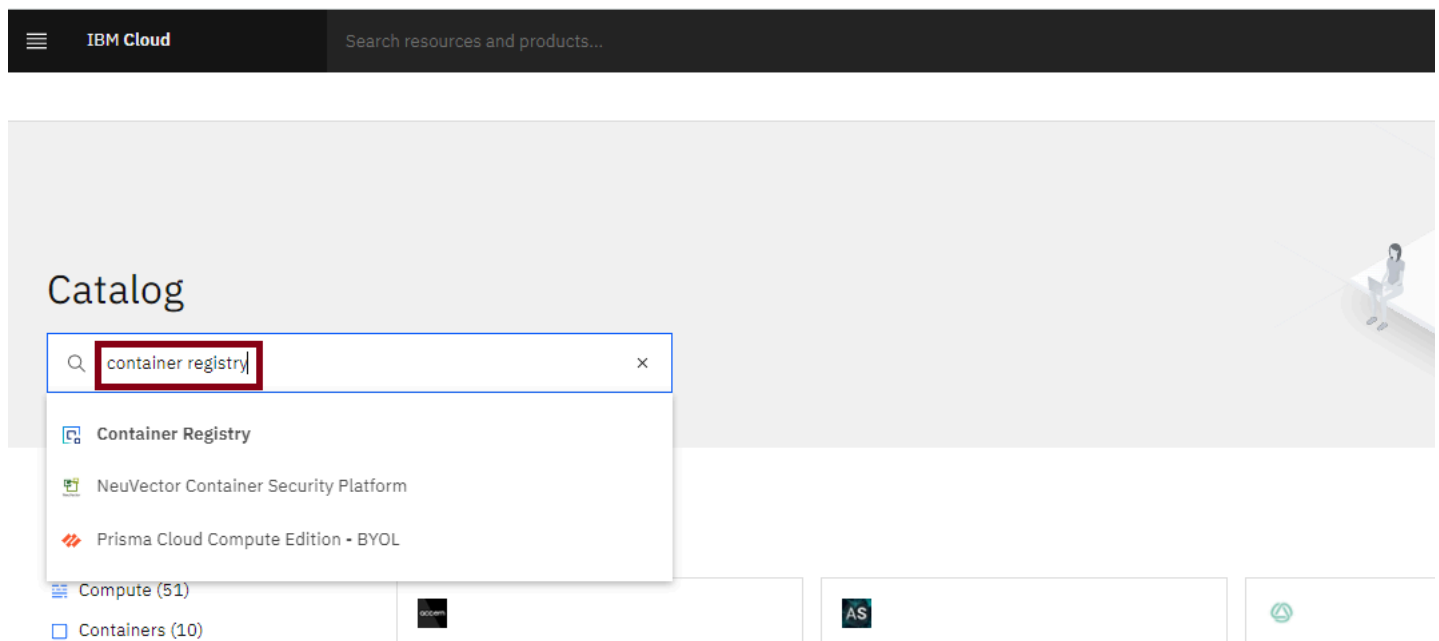 IBM Cloud
Search resources and products...
Catalog
container registry
Container Registry
NeuVector Container Security Platform
Prisma Cloud Compute Edition - BYOL
Compute (51)
Containers (10)
accern
AS